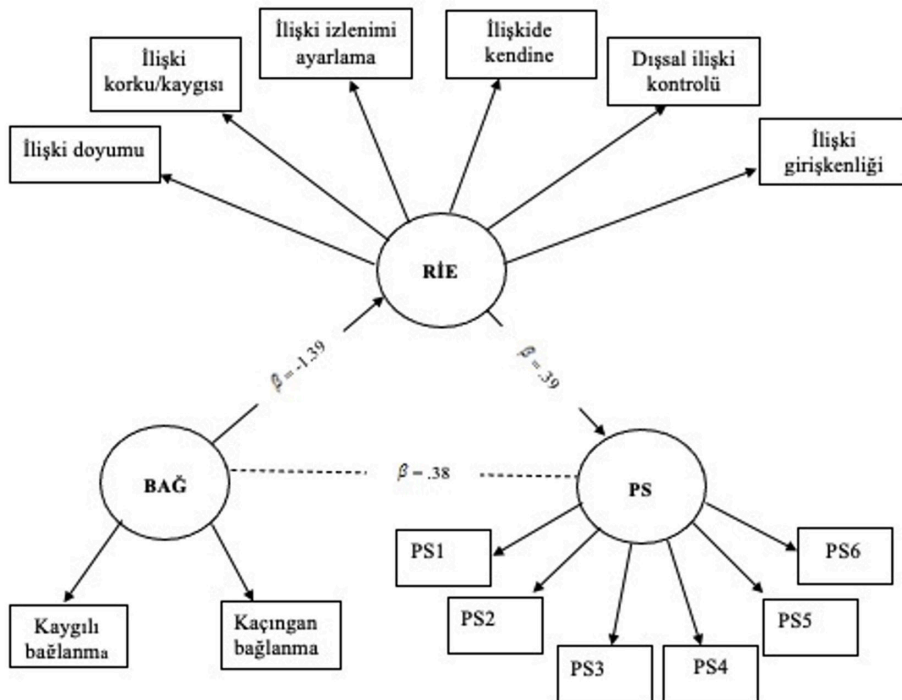 İlişki izlenimi
ayarlama
İlişkide
kendine
İlişki
korku/kaygısı
Dışsal ilişki
kontrolü
İlişki doyumu
İlişki
girişkenliği
RİE
β = -1.39
β = .39
BAĞ
β = .38
PS
PS1
PS6
PS2
PS5
Kaygılı
bağlanma
Kaçıngan
bağlanma
PS3
PS4